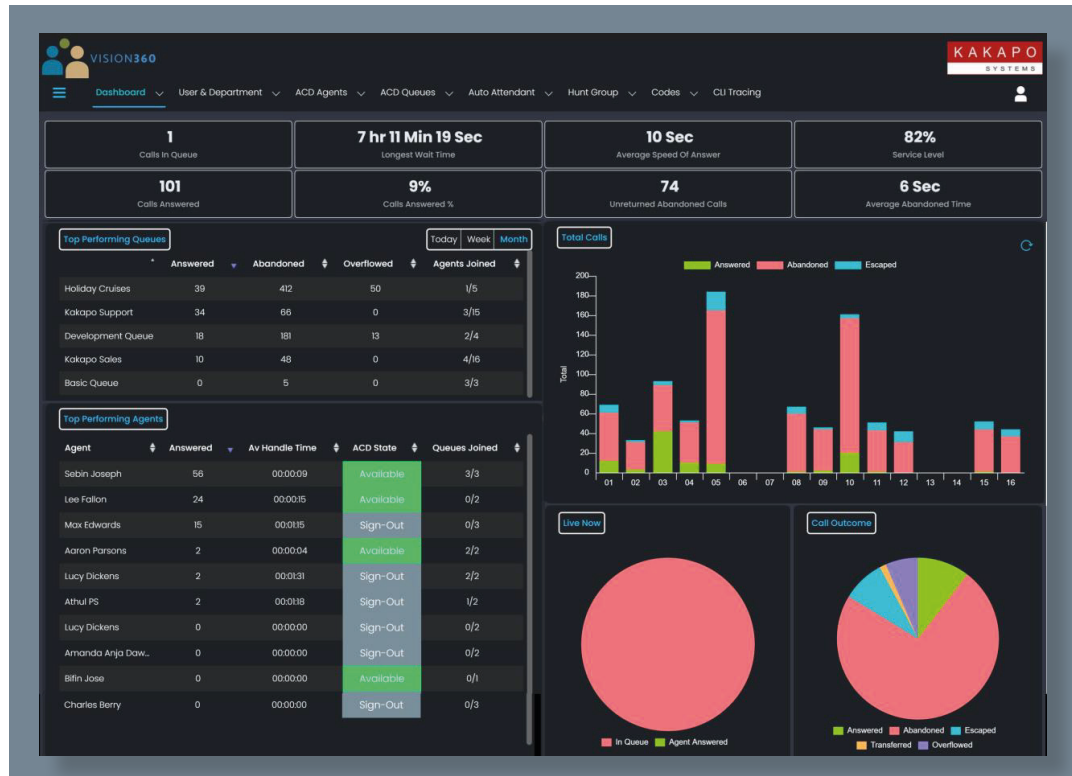 VISION360
KAKAPO
SYSTEMS
Dashboard User & Department ACD Agents ACD Queues Auto Attendant Hunt Group Codes CLI Tracing
1 7 hr 11 Min 19 Sec 10 Sec 82%
Calls In Queue Longest Wait Time Average Speed Of Answer Service Level
101 9% 74 6 Sec
Calls Answered Calls Answered % Unreturned Abandoned Calls Average Abandoned Time
Top Performing Queues Today Week Month
Answered Abandoned Overflowed Agents Joined
Holiday Cruises 39 412 50 1/5
Kakapo Support 34 66 0 3/15
Development Queue 18 181 13 2/4
Kakapo Sales 10 48 0 4/16
Basic Queue 0 5 0 3/3
Top Performing Agents
Agent Answered Av Handle Time ACD State Queues Joined
Sebin Joseph 56 00:00:09 Available 3/3
Lee Fallon 24 00:00:15 Available 0/2
Max Edwards 15 00:01:15 Sign-Out 0/3
Aaron Parsons 2 00:00:04 Available 2/2
Lucy Dickens 2 00:01:31 Sign-Out 2/2
Athul PS 2 00:01:18 Sign-Out 1/2
Lucy Dickens 0 00:00:00 Sign-Out 0/2
Amanda Anja Daw... 0 00:00:00 Sign-Out 0/2
Bifin Jose 0 00:00:00 Available 0/1
Charles Berry 0 00:00:00 Sign-Out 0/3
Total Calls
Answered Abandoned Escaped
200
180
160
140
120
100
80
60
40
20
0
Total
01 02 03 04 05 06 07 08 09 10 11 12 13 14 15 16
Live Now
In Queue Agent Answered
Call Outcome
Answered Abandoned Escaped
Transferred Overflowed